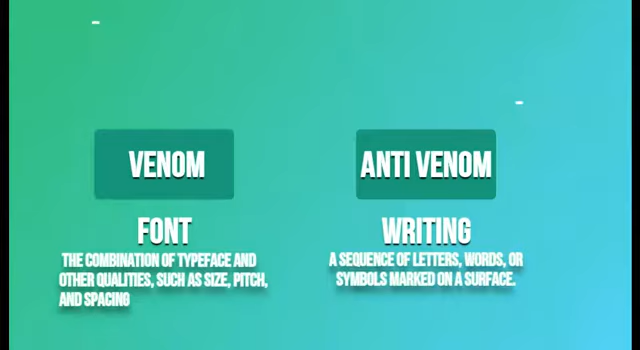 VENOM
ANTI VENOM
FONT
THE COMBINATION OF TYPEFACE AND
OTHER QUALITIES, SUCH AS SIZE, PITCH,
AND SPACING
WRITING
A SEQUENCE OF LETTERS, WORDS, OR
SYMBOLS MARKED ON A SURFACE.